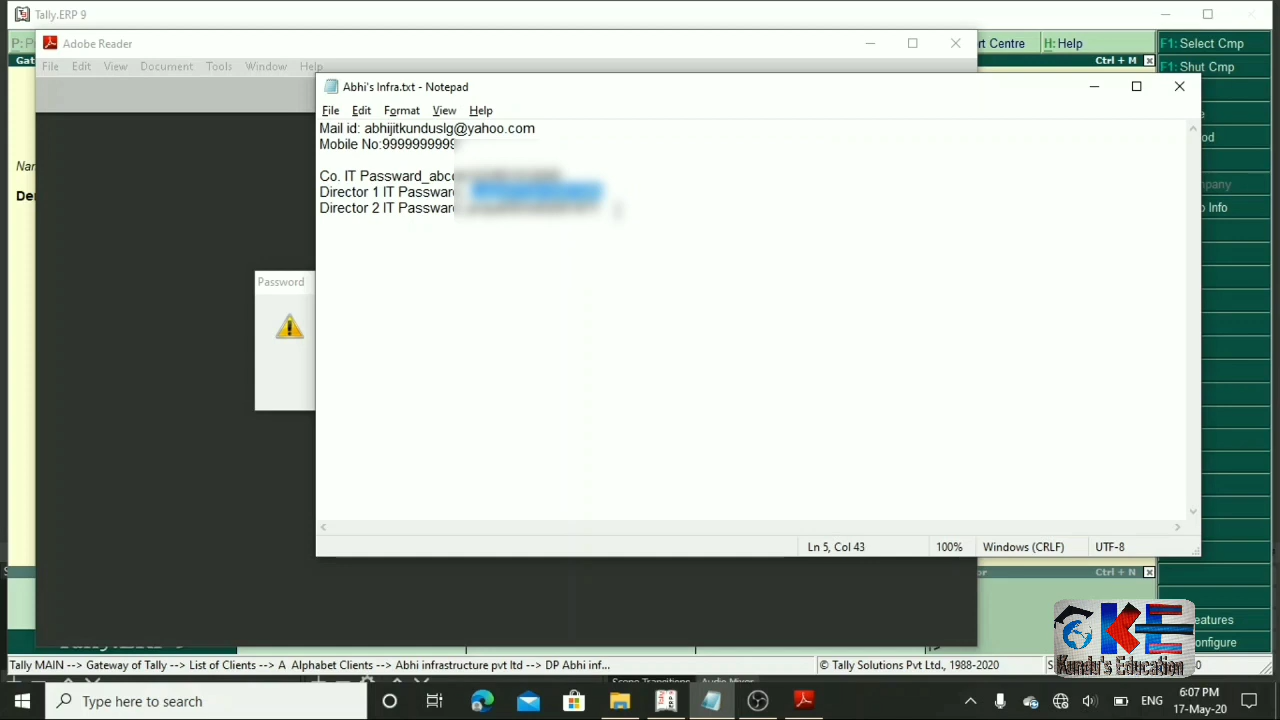 Tally.ERP 9
Adobe Reader
rt Centre
H: Help
F1: Select Cmp
File Edit View Document Tools Window Help
Ctrl + M
F1: Shut Cmp
Abhi's Infra.txt - Notepad
File Edit Format View Help
Mail id: abhijitkunduslg@yahoo.com
Mobile No:9999999999
Co. IT Password_abc
Director 1 IT Passwar
Director 2 IT Passwar
Password
Ln 5, Col 43
100%
Windows (CRLF)
UTF-8
Ctrl + N
KE
Kundu's Education
Tally MAIN --> Gateway of Tally --> List of Clients --> A Alphabet Clients --> Abhi infrastructure pvt ltd --> DP Abhi inf...
© Tally Solutions Pvt Ltd., 1988-2020
Type here to search
ENG
6:07 PM
17-May-20